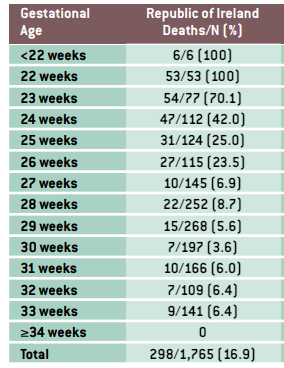 Gestational Age Republic of Ireland Deaths/N (%)
<22 weeks 6/6 (100)
22 weeks 53/53 (100)
23 weeks 54/77 (70.1)
24 weeks 47/112 (42.0)
25 weeks 31/124 (25.0)
26 weeks 27/115 (23.5)
27 weeks 10/145 (6.9)
28 weeks 22/252 (8.7)
29 weeks 15/268 (5.6)
30 weeks 7/197 (3.6)
31 weeks 10/166 (6.0)
32 weeks 7/109 (6.4)
33 weeks 9/141 (6.4)
≥34 weeks 0
Total 298/1,765 (16.9)